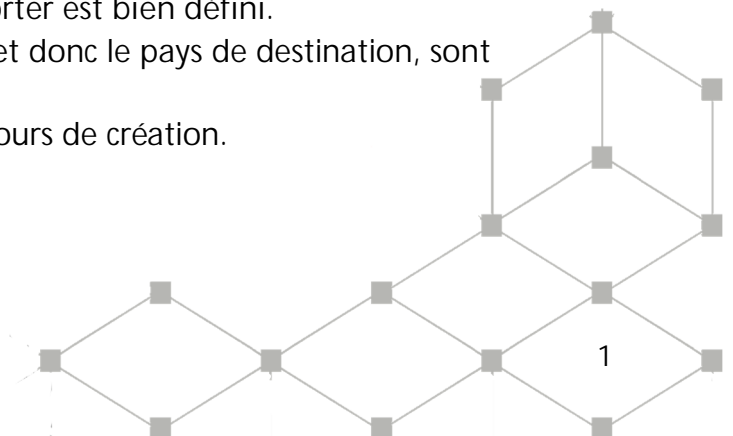 orter est bien défini.
et donc le pays de destination, sont
ours de création.
1